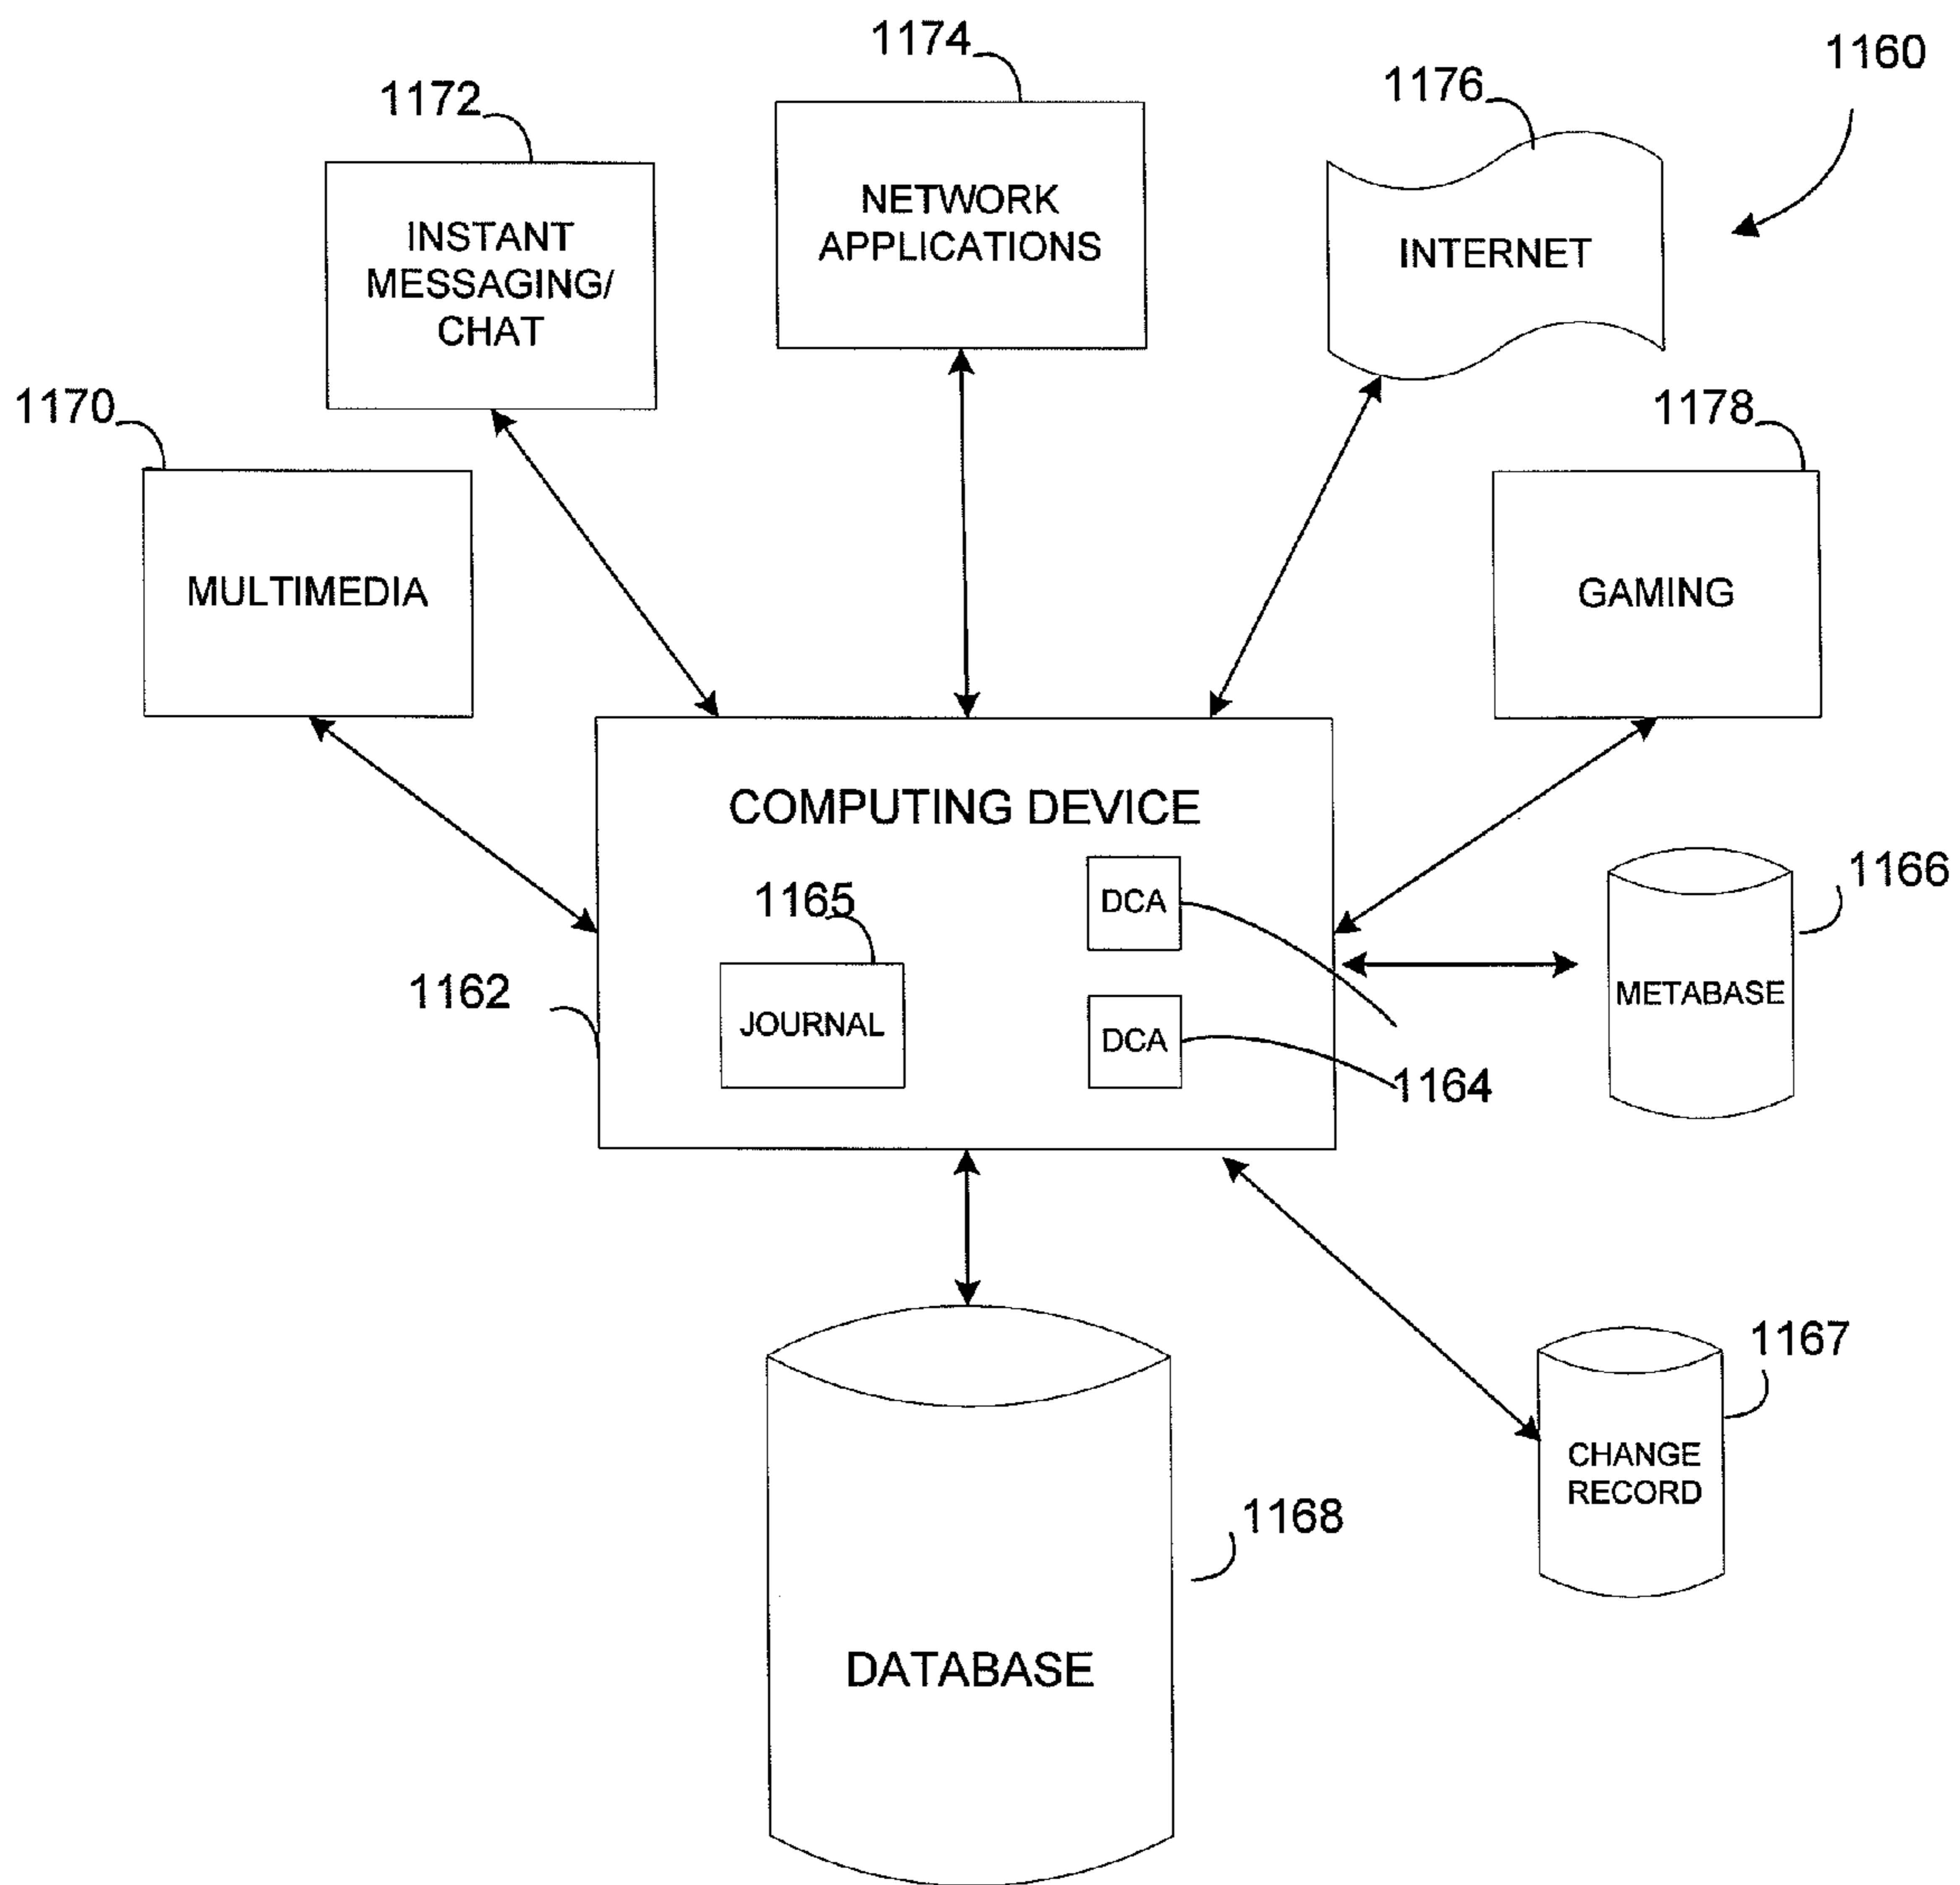 1174
1160
1172
1176
NETWORK
APPLICATIONS
INSTANT
MESSAGING/
CHAT
INTERNET
1170
1178
MULTIMEDIA
GAMING
COMPUTING DEVICE
1166
1165
DCA
1162
METABASE
JOURNAL
DCA
1164
1167
CHANGE
RECORD
1168
DATABASE